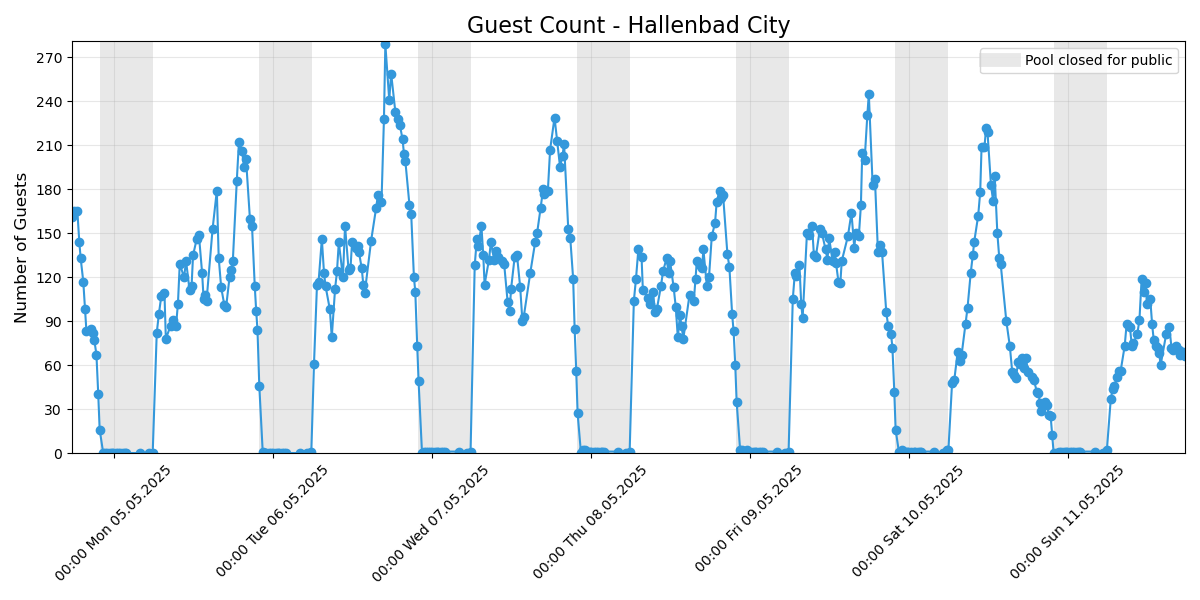 Guest Count - Hallenbad City
Pool closed for public
Number of Guests
270
240
210
180
150
120
90
60
30
0
00:00 Mon 05.05.2025
00:00 Tue 06.05.2025
00:00 Wed 07.05.2025
00:00 Thu 08.05.2025
00:00 Fri 09.05.2025
00:00 Sat 10.05.2025
00:00 Sun 11.05.2025